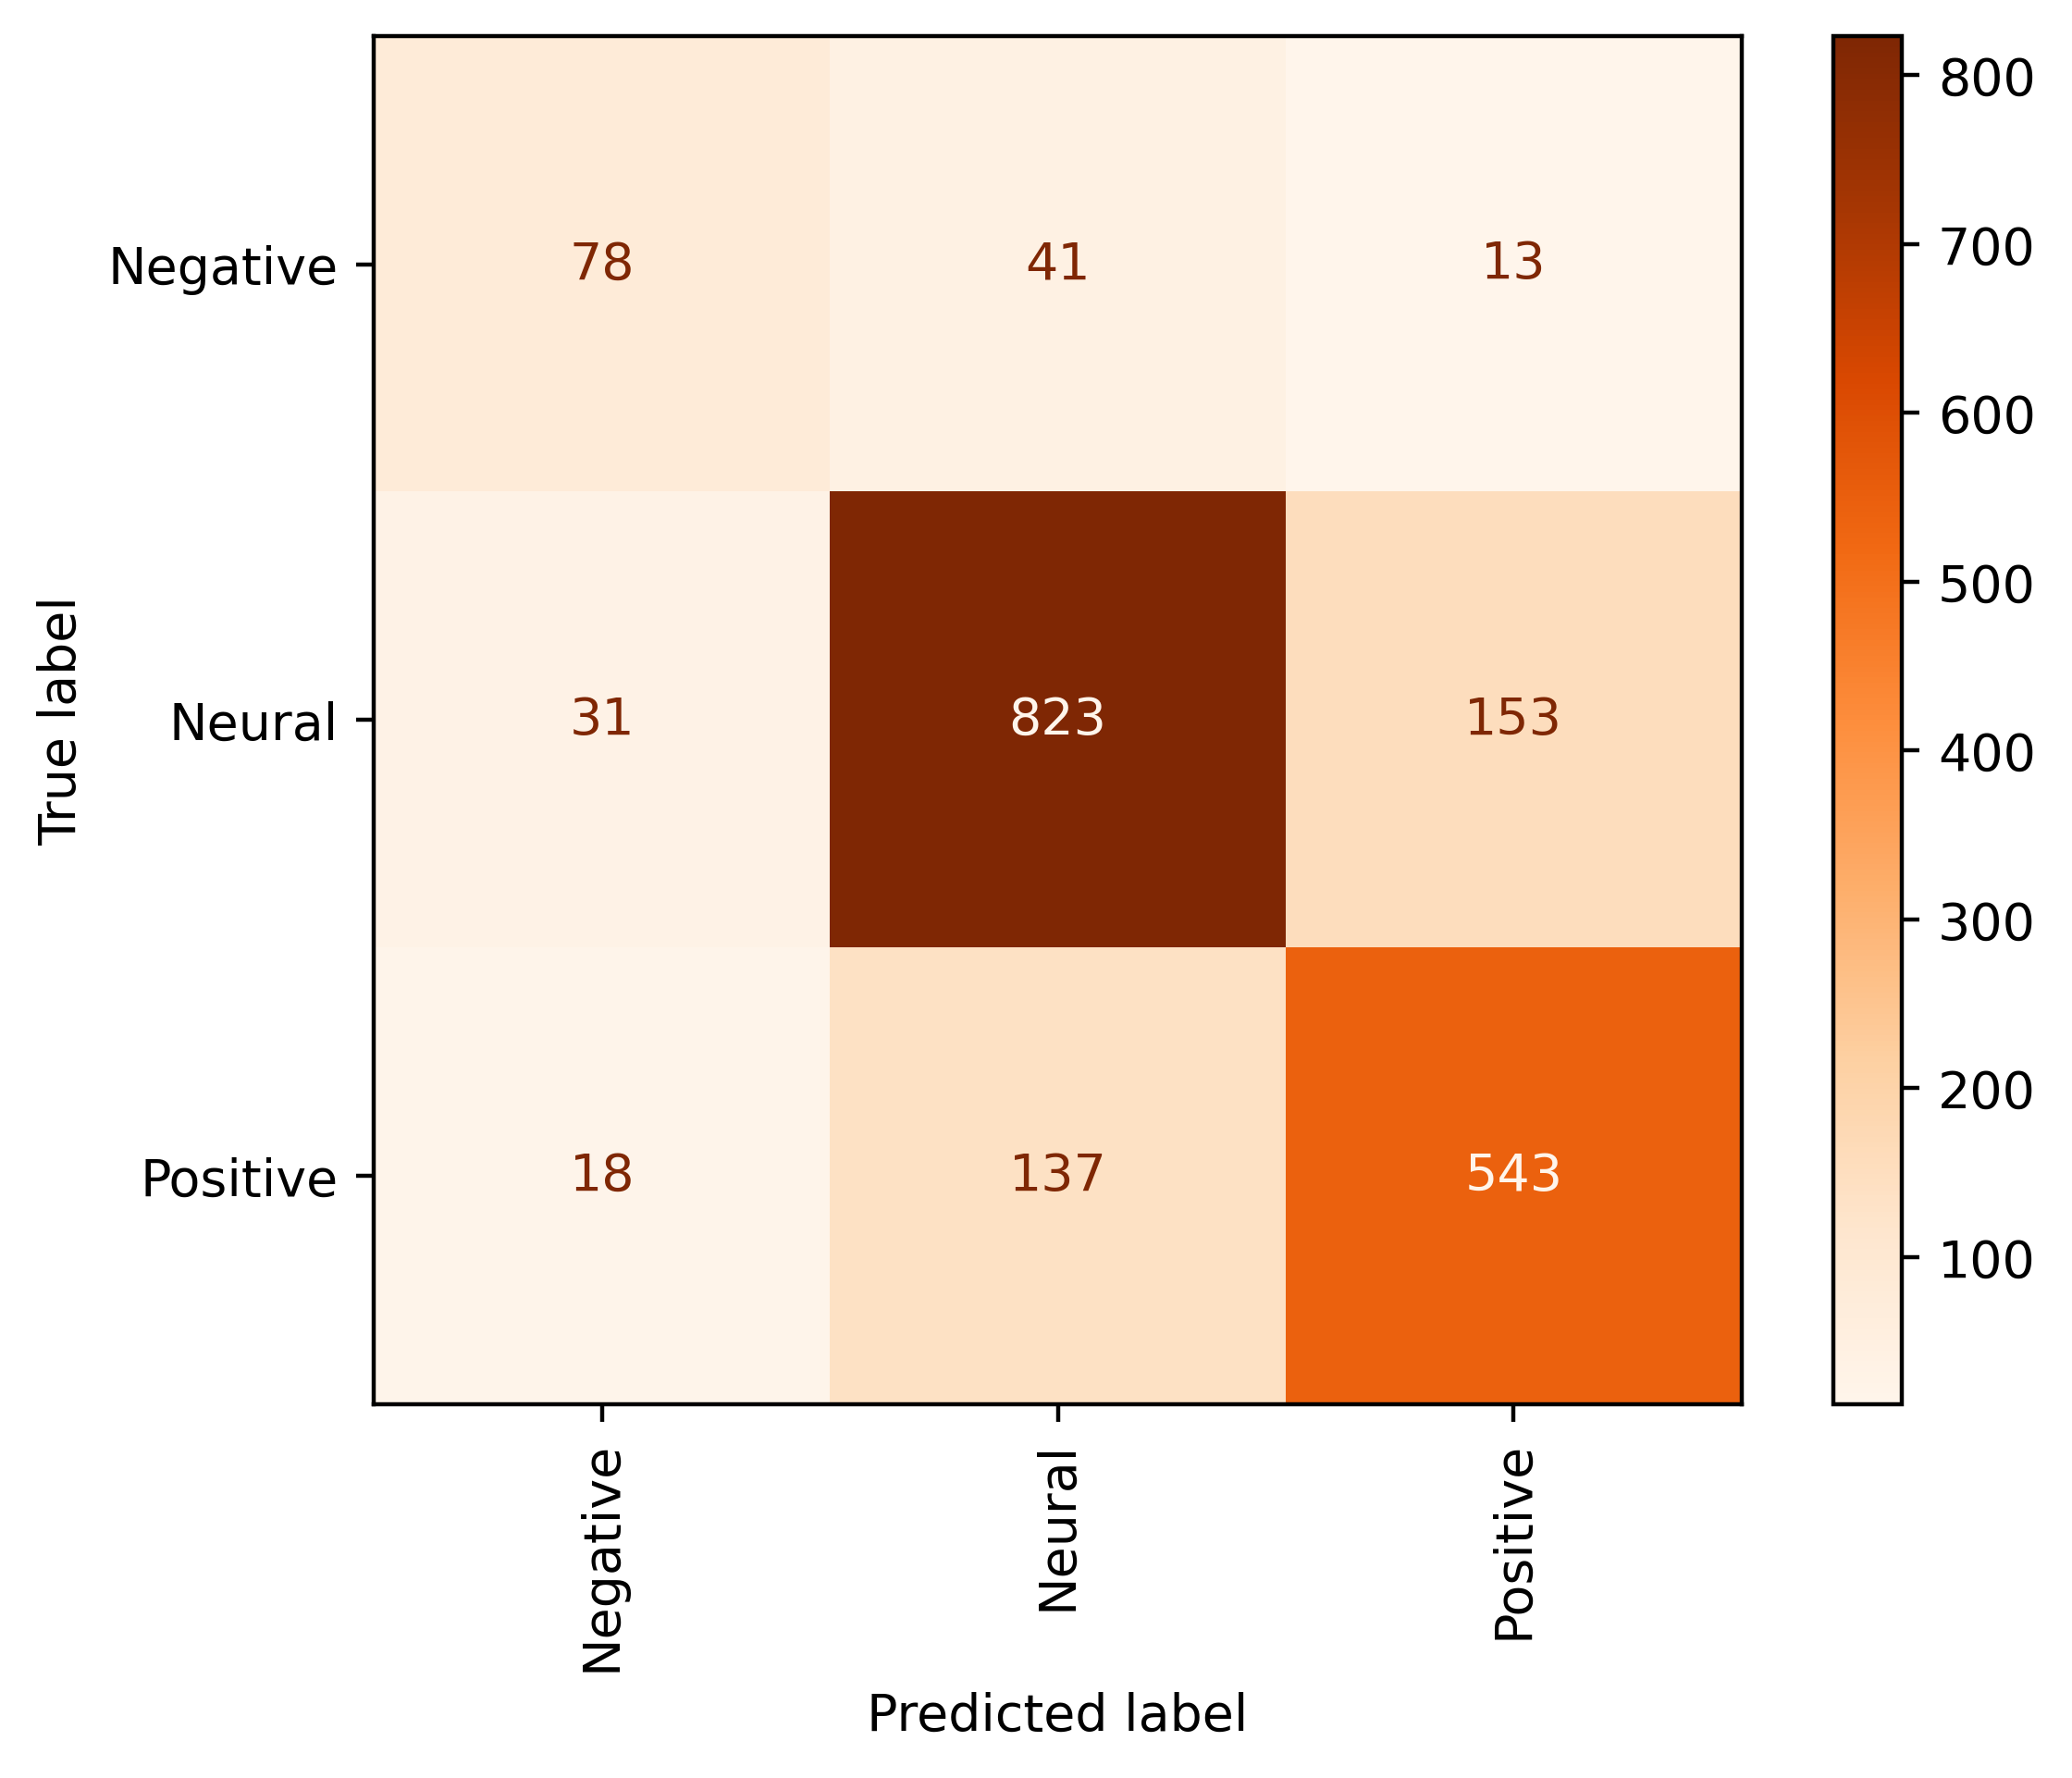 Negative 78 41 13
Neural 31 823 153
Positive 18 137 543
True label
Negative Neural Positive
Predicted label
800
700
600
500
400
300
200
100